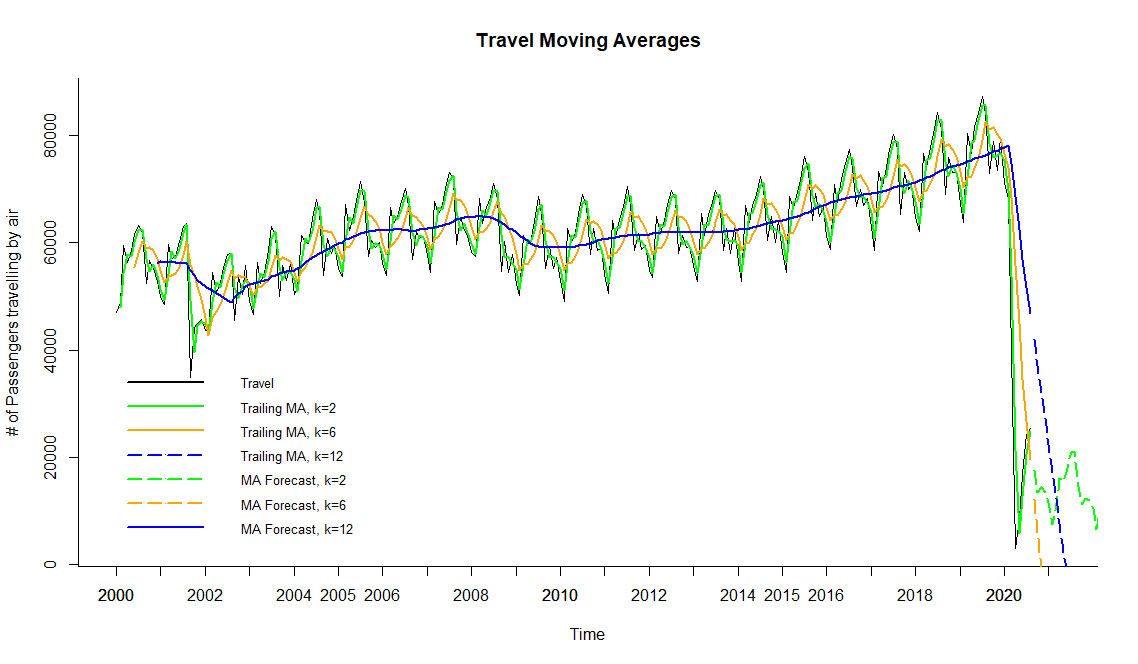 Travel Moving Averages
# of Passengers travelling by air
80000
60000
40000
20000
0
Travel
Trailing MA, k=2
Trailing MA, k=6
Trailing MA, k=12
MA Forecast, k=2
MA Forecast, k=6
MA Forecast, k=12
2000 2002 2004 2005 2006 2008 2010 2012 2014 2015 2016 2018 2020
Time